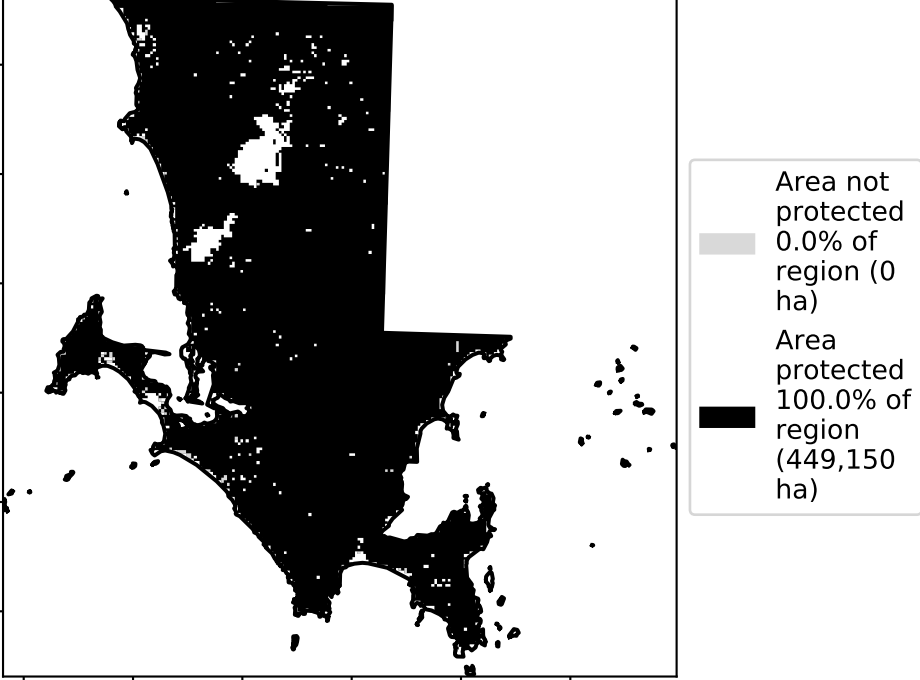 Area not
protected
0.0% of
region (0
ha)
Area
protected
100.0% of
region
(449,150
ha)